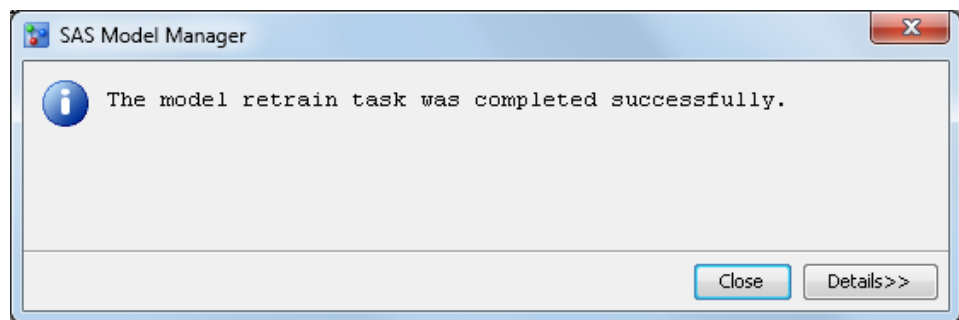 SAS Model Manager
The model retrain task was completed successfully.
Close Details>>